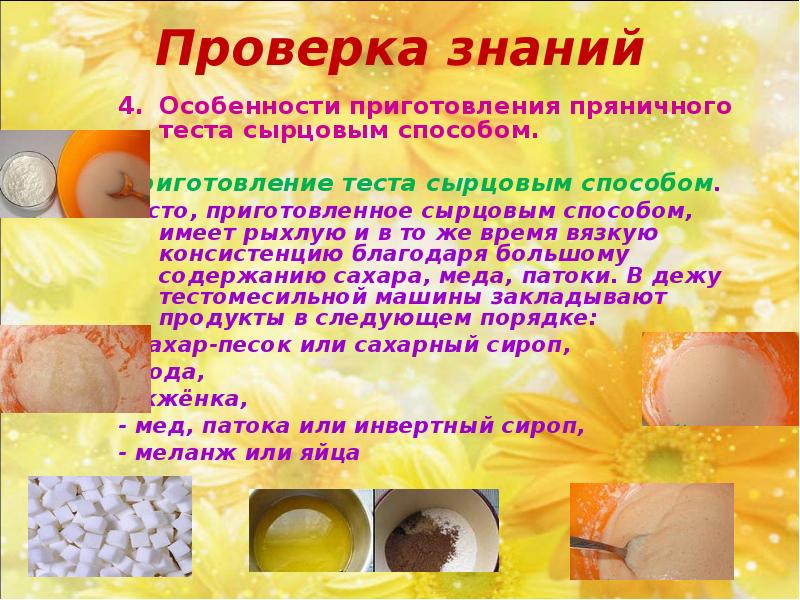 Проверка знаний
4. Особенности приготовления пряничного
теста сырцовым способом.
риготовление теста сырцовым способом.
сто, приготовленное сырцовым способом,
имеет рыхлую и в то же время вязкую
консистенцию благодаря большому
содержанию сахара, меда, патоки. В дежу
тестомесильной машины закладывают
продукты в следующем порядке:
ахар-песок или сахарный сироп,
ода,
жёнка,
- мед, патока или инвертный сироп,
- меланж или яйца